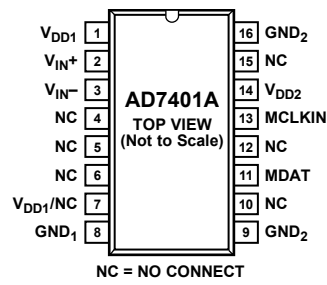 VDD1 1 16 GND2
VIN+ 2 15 NC
VIN– 3 14 VDD2
NC 4 13 MCLKIN
NC 5 12 NC
NC 6 11 MDAT
VDD1/NC 7 10 NC
GND1 8 9 GND2
AD7401A
TOP VIEW
(Not to Scale)
NC = NO CONNECT